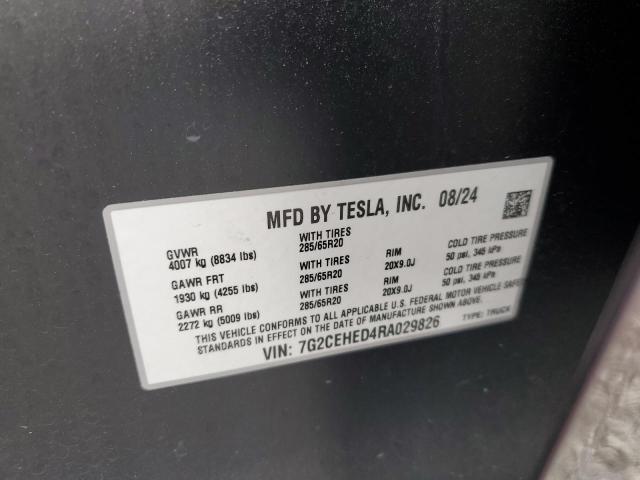 MFD BY TESLA, INC. 08/24
GVWR WITH TIRES COLD TIRE PRESSURE
4007 kg (8834 lbs) 285/65R20 RIM 50 psi, 345 kPa
GAWR FRT WITH TIRES 20X9.0J
1930 kg (4255 lbs) 285/65R20 COLD TIRE PRESSURE
GAWR RR WITH TIRES RIM 50 psi, 345 kPa
2272 kg (5009 lbs) 285/65R20 20X9.0J
THIS VEHICLE CONFORMS TO ALL APPLICABLE U.S. FEDERAL MOTOR VEHICLE
STANDARDS IN EFFECT ON THE DATE OF MANUFACTURE SHOWN ABOVE.
VIN: 7G2CEHED4RA029826 TYPE: TRUCK